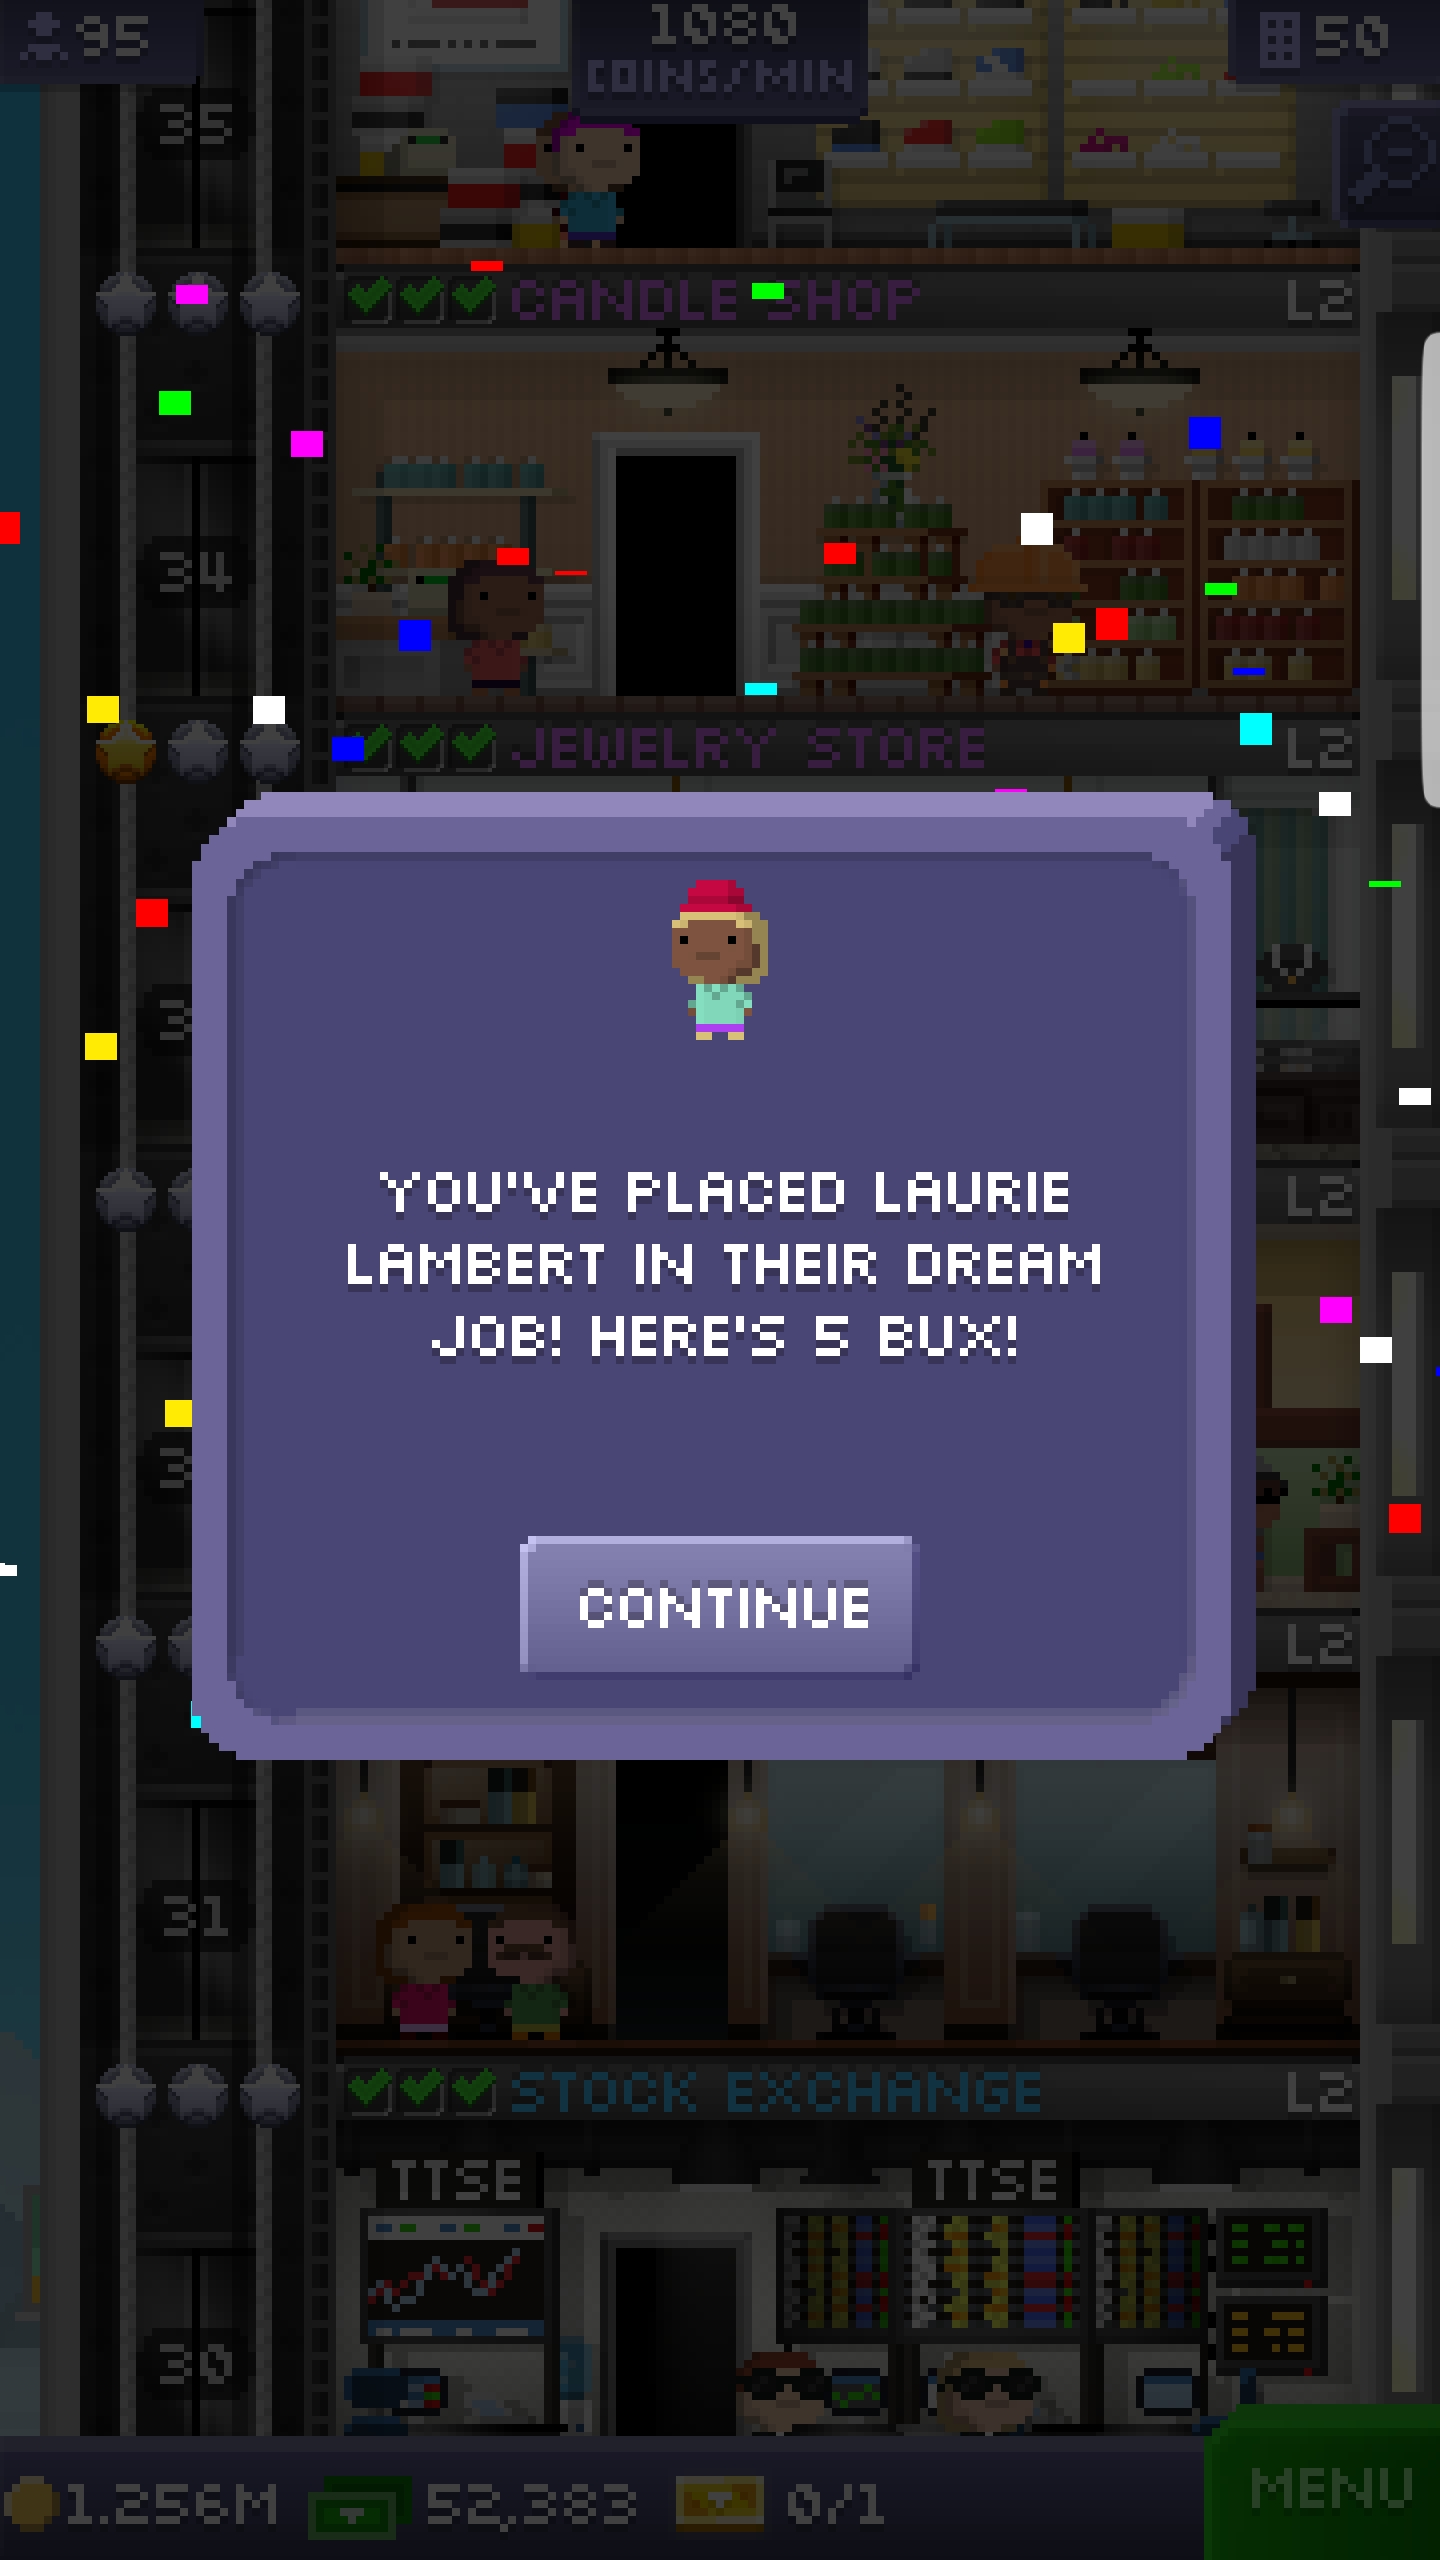 95
1080
COINS/MIN
50
35
CANDLE SHOP
L2
34
JEWELRY STORE
L2
YOU'VE PLACED LAURIE
LAMBERT IN THEIR DREAM
JOB! HERE'S 5 BUX!
L2
CONTINUE
L2
31
STOCK EXCHANGE
L2
TTSE
TTSE
30
1.256M
52,383
0/1
MENU